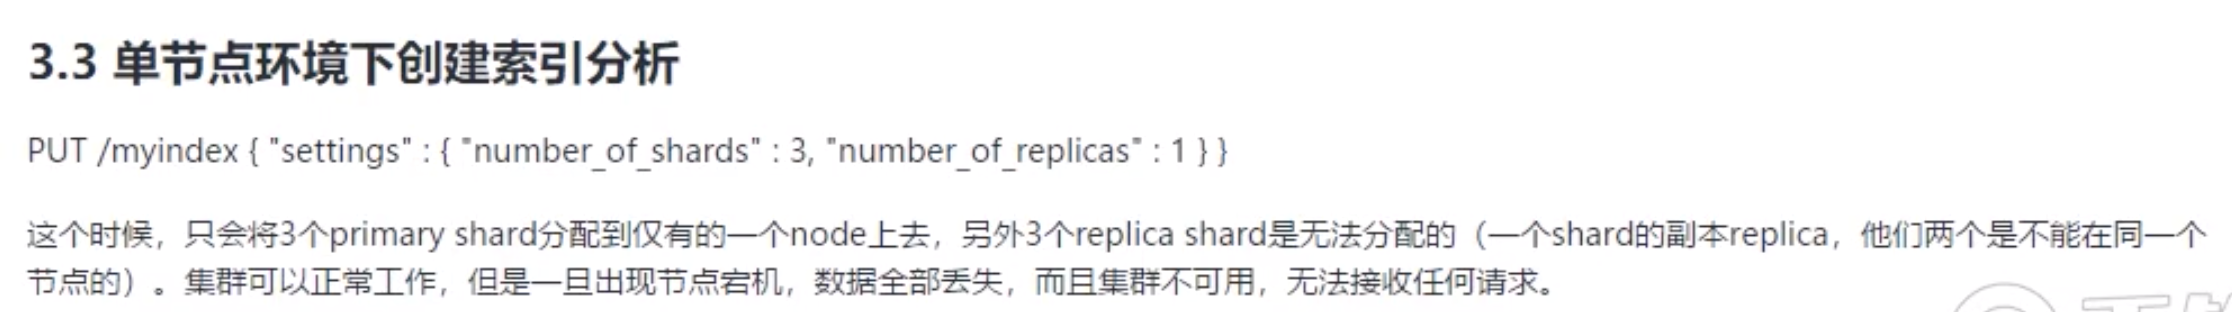 3.3 单节点环境下创建索引分析
PUT /myindex { "settings" : { "number_of_shards" : 3, "number_of_replicas" : 1 } }
这个时候，只会将3个primary shard分配到仅有的一个node上去，另外3个replica shard是无法分配的（一个shard的副本replica，他们两个是不能在同一个
节点的）。集群可以正常工作，但是一旦出现节点宕机，数据全部丢失，而且集群不可用，无法接收任何请求。